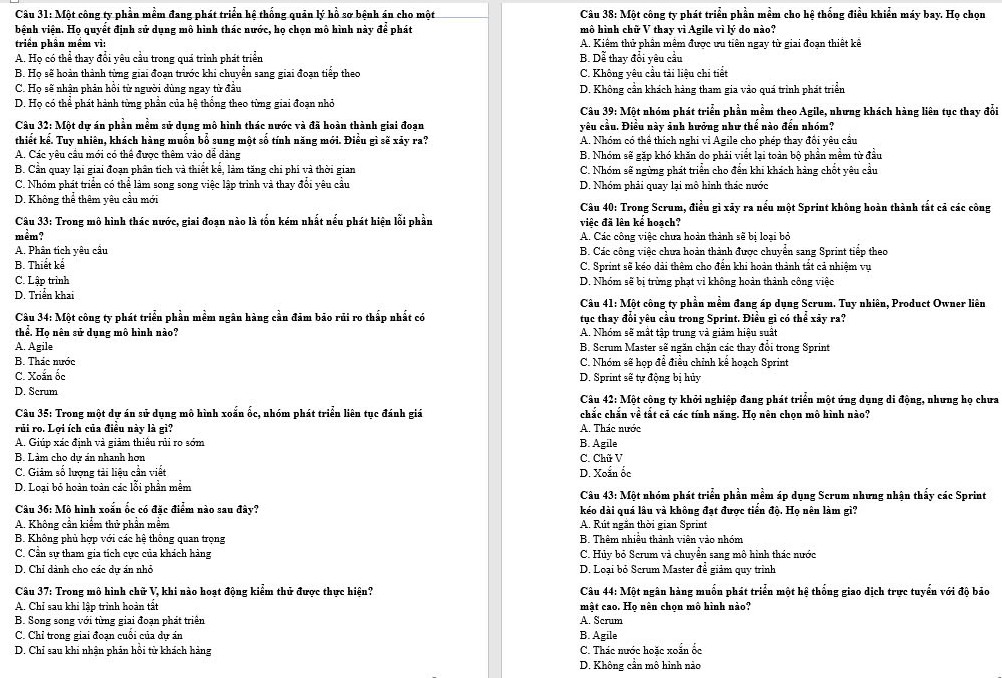 Câu 31: Một công ty phần mềm đang phát triển hệ thống quản lý hồ sơ bệnh án cho một
bệnh viện. Họ quyết định sử dụng mô hình thác nước, họ chọn mô hình này để phát
triển phần mềm vì:
A. Họ có thể thay đổi yêu cầu trong quá trình phát triển
B. Họ sẽ hoàn thành từng giai đoạn trước khi chuyển sang giai đoạn tiếp theo
C. Họ sẽ nhận phản hồi từ người dùng ngay từ đầu
D. Họ có thể phát hành từng phần của hệ thống theo từng giai đoạn nhỏ
Câu 32: Một dự án phần mềm sử dụng mô hình thác nước và đã hoàn thành giai đoạn
thiết kế. Tuy nhiên, khách hàng muốn bổ sung một số tính năng mới. Điều gì sẽ xảy ra?
A. Các yêu cầu mới có thể được thêm vào dễ dàng
B. Cần quay lại giai đoạn phân tích và thiết kế, làm tăng chi phí và thời gian
C. Nhóm phát triển có thể làm song song việc lập trình và thay đổi yêu cầu
D. Không thể thêm yêu cầu mới
Câu 33: Trong mô hình thác nước, giai đoạn nào là tốn kém nhất nếu phát hiện lỗi phần
mềm?
A. Phân tích yêu cầu
B. Thiết kế
C. Lập trình
D. Triển khai
Câu 34: Một công ty phát triển phần mềm ngân hàng cần đảm bảo rủi ro thấp nhất có
thể. Họ nên sử dụng mô hình nào?
A. Agile
B. Thác nước
C. Xoắn ốc
D. Scrum
Câu 35: Trong một dự án sử dụng mô hình xoắn ốc, nhóm phát triển liên tục đánh giá
rủi ro. Lợi ích của điều này là gì?
A. Giúp xác định và giảm thiểu rủi ro sớm
B. Làm cho dự án nhanh hơn
C. Giảm số lượng tài liệu cần viết
D. Loại bỏ hoàn toàn các lỗi phần mềm
Câu 36: Mô hình xoắn ốc có đặc điểm nào sau đây?
A. Không cần kiểm thử phần mềm
B. Không phù hợp với các hệ thống quan trọng
C. Cần sự tham gia tích cực của khách hàng
D. Chỉ dành cho các dự án nhỏ
Câu 37: Trong mô hình chữ V, khi nào hoạt động kiểm thử được thực hiện?
A. Chỉ sau khi lập trình hoàn tất
B. Song song với từng giai đoạn phát triển
C. Chỉ trong giai đoạn cuối của dự án
D. Chỉ sau khi nhận phản hồi từ khách hàng
Câu 38: Một công ty phát triển phần mềm cho hệ thống điều khiển máy bay. Họ chọn
mô hình chữ V thay vì Agile vì lý do nào?
A. Kiểm thử phần mềm được ưu tiên ngay từ giai đoạn thiết kế
B. Dễ thay đổi yêu cầu
C. Không yêu cầu tài liệu chi tiết
D. Không cần khách hàng tham gia vào quá trình phát triển
Câu 39: Một nhóm phát triển phần mềm theo Agile, nhưng khách hàng liên tục thay đổi
yêu cầu. Điều này ảnh hưởng như thế nào đến nhóm?
A. Nhóm có thể thích nghi vì Agile cho phép thay đổi yêu cầu
B. Nhóm sẽ gặp khó khăn do phải viết lại toàn bộ phần mềm từ đầu
C. Nhóm sẽ ngừng phát triển cho đến khi khách hàng chốt yêu cầu
D. Nhóm phải quay lại mô hình thác nước
Câu 40: Trong Scrum, điều gì xảy ra nếu một Sprint không hoàn thành tất cả các công
việc đã lên kế hoạch?
A. Các công việc chưa hoàn thành sẽ bị loại bỏ
B. Các công việc chưa hoàn thành được chuyển sang Sprint tiếp theo
C. Sprint sẽ kéo dài thêm cho đến khi hoàn thành tất cả nhiệm vụ
D. Nhóm sẽ bị trừng phạt vì không hoàn thành công việc
Câu 41: Một công ty phần mềm đang áp dụng Scrum. Tuy nhiên, Product Owner liên
tục thay đổi yêu cầu trong Sprint. Điều gì có thể xảy ra?
A. Nhóm sẽ mất tập trung và giảm hiệu suất
B. Scrum Master sẽ ngăn chặn các thay đổi trong Sprint
C. Nhóm sẽ họp để điều chỉnh kế hoạch Sprint
D. Sprint sẽ tự động bị hủy
Câu 42: Một công ty khởi nghiệp đang phát triển một ứng dụng di động, nhưng họ chưa
chắc chắn về tất cả các tính năng. Họ nên chọn mô hình nào?
A. Thác nước
B. Agile
C. Chữ V
D. Xoắn ốc
Câu 43: Một nhóm phát triển phần mềm áp dụng Scrum nhưng nhận thấy các Sprint
kéo dài quá lâu và không đạt được tiến độ. Họ nên làm gì?
A. Rút ngắn thời gian Sprint
B. Thêm nhiều thành viên vào nhóm
C. Hủy bỏ Scrum và chuyển sang mô hình thác nước
D. Loại bỏ Scrum Master để giảm quy trình
Câu 44: Một ngân hàng muốn phát triển một hệ thống giao dịch trực tuyến với độ bảo
mật cao. Họ nên chọn mô hình nào?
A. Scrum
B. Agile
C. Thác nước hoặc xoắn ốc
D. Không cần mô hình nào